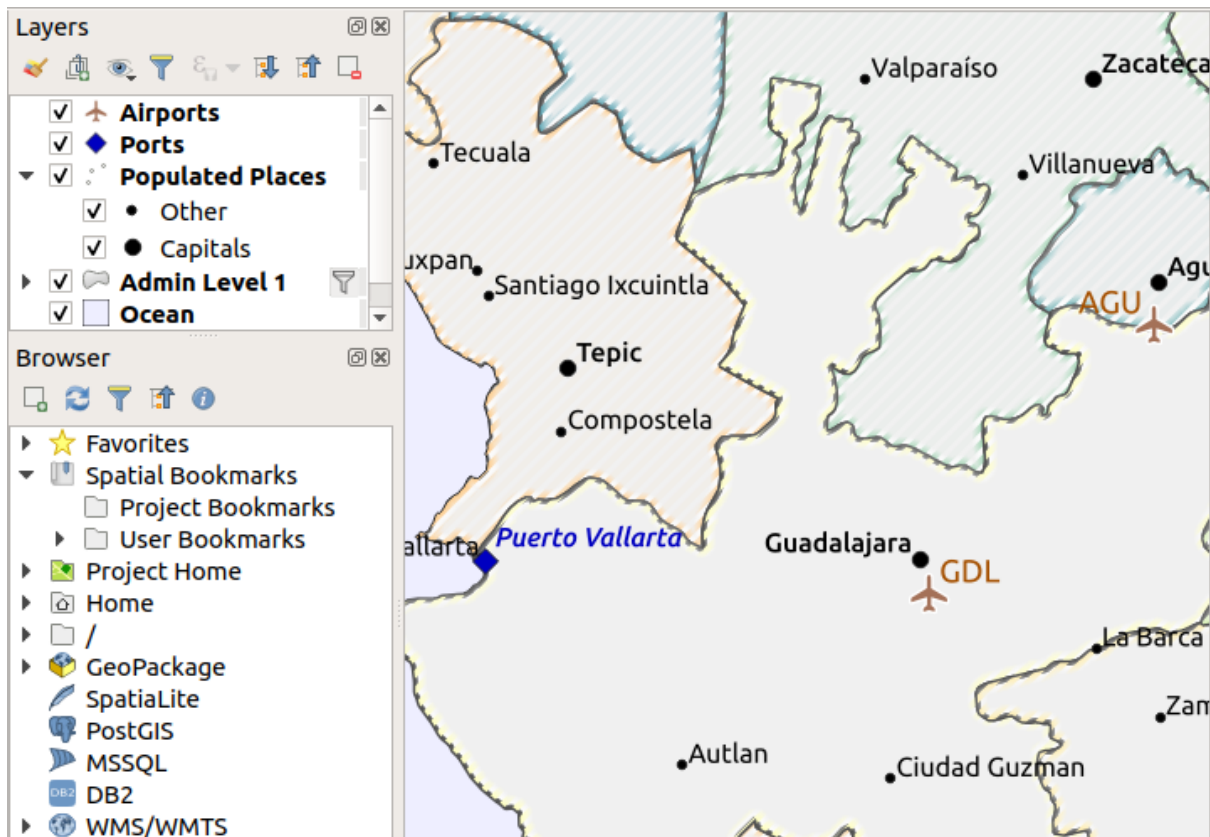 Layers
Airports
Ports
Populated Places
Other
Capitals
Admin Level 1
Ocean
Browser
Favorites
Spatial Bookmarks
Project Bookmarks
User Bookmarks
Project Home
Home
/
GeoPackage
SpatiaLite
PostGIS
MSSQL
DB2
DB2
WMS/WMTS
Valparaíso
Zacateca
Tecuala
Villanueva
uxpan
Santiago Ixcuintla
Agu
AGU
Tepic
Compostela
allarta
Puerto Vallarta
Guadalajara
GDL
La Barca
Zam
Autlan
Ciudad Guzman